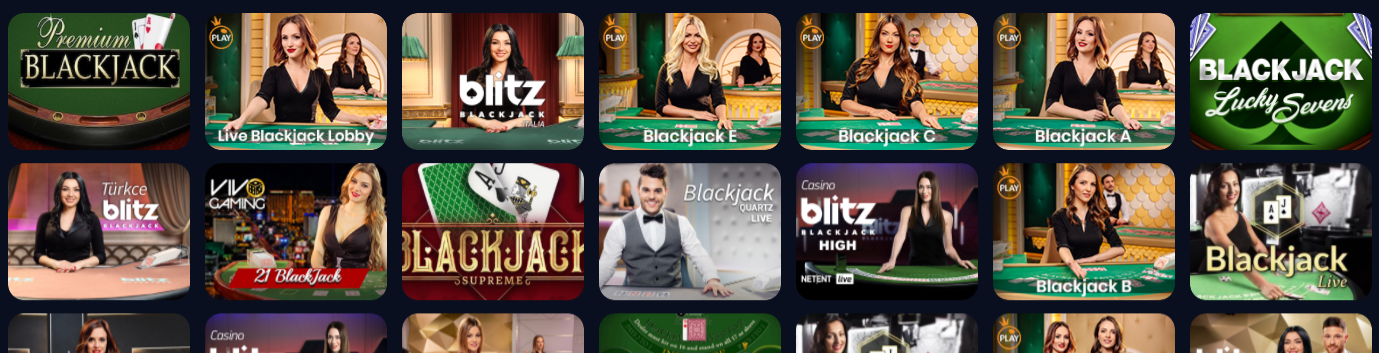 Premium
BLACKJACK
PLAY
Live Blackjack Lobby
blitz
BLACKJACK
ITALIA
PLAY
Blackjack E
PLAY
Blackjack C
PLAY
Blackjack A
BLACKJACK
Lucky Sevens
Türkce
blitz
BLACKJACK
VIVO
GAMING
21 BlackJack
A
BLACKJACK
SUPREME
Blackjack
QUARTZ
LIVE
Casino
blitz
BLACKJACK
HIGH
NETENT live
PLAY
Blackjack B
A
J
Blackjack
Live
Casino
PLAY